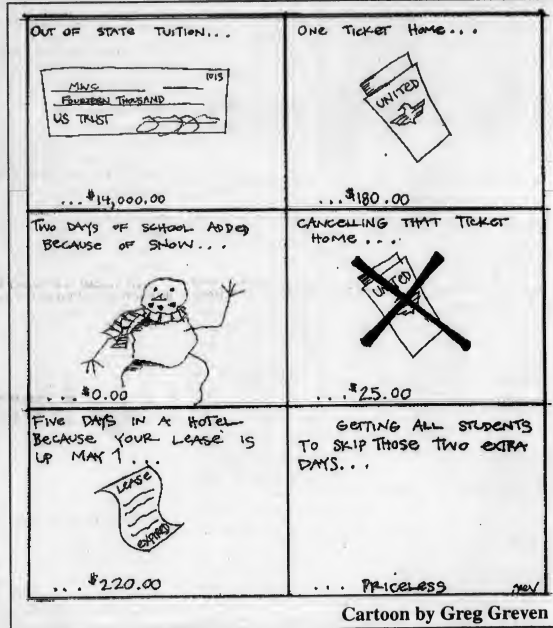 OUT OF STATE TUITION...
1015
MWC
FOURTEEN THOUSAND
US TRUST
...$14,000.00
ONE TICKET HOME...
UNITED
...$180.00
TWO DAYS OF SCHOOL ADDED
BECAUSE OF SNOW...
...$0.00
CANCELLING THAT TICKET
HOME...
UNITED
...$25.00
FIVE DAYS IN A HOTEL
BECAUSE YOUR LEASE IS
UP MAY 1...
LEASE
EXPIRED
...$220.00
GETTING ALL STUDENTS
TO SKIP THOSE TWO EXTRA
DAYS...
... PRICELESS
Cartoon by Greg Greven